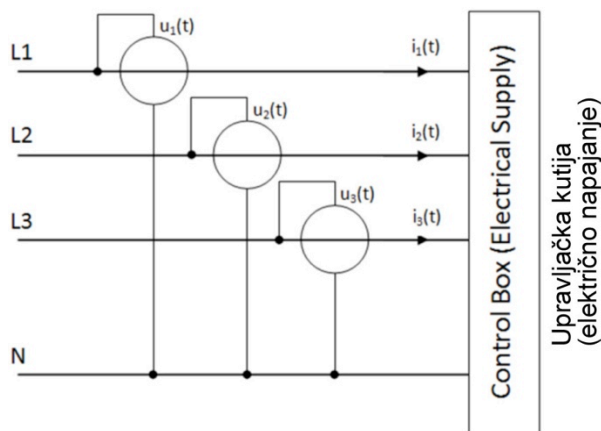 L1
u₁(t)
i₁(t)
L2
u₂(t)
i₂(t)
L3
u₃(t)
i₃(t)
N
Control Box (Electrical Supply)
Upravljačka kutija
(električno napajanje)